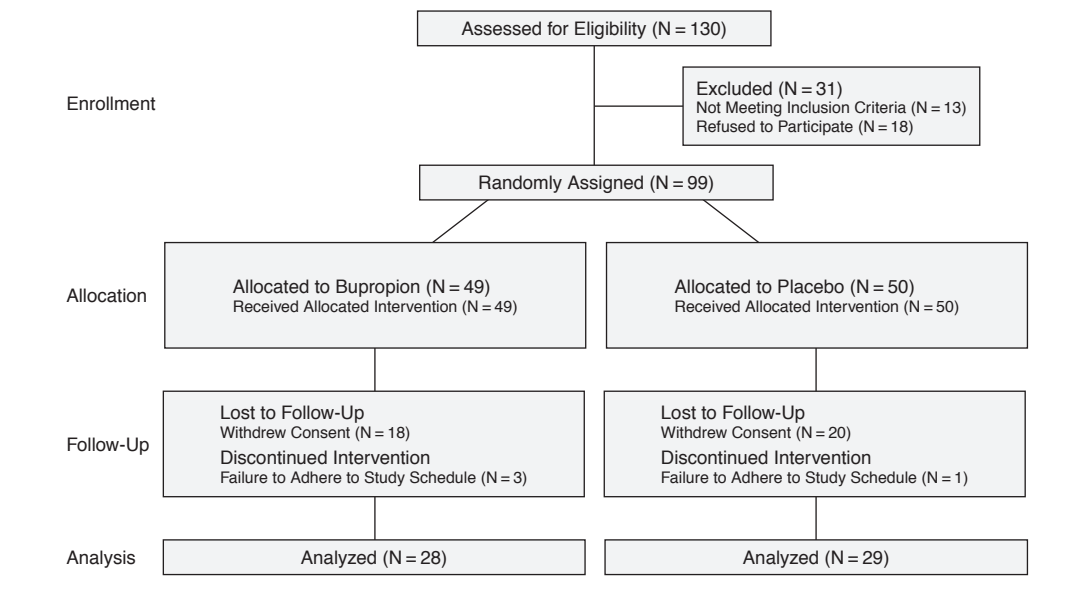 Assessed for Eligibility (N = 130)
Enrollment
Excluded (N = 31)
Not Meeting Inclusion Criteria (N = 13)
Refused to Participate (N = 18)
Randomly Assigned (N = 99)
Allocation
Allocated to Bupropion (N = 49)
Received Allocated Intervention (N = 49)
Allocated to Placebo (N = 50)
Received Allocated Intervention (N = 50)
Follow-Up
Lost to Follow-Up
Withdrew Consent (N = 18)
Discontinued Intervention
Failure to Adhere to Study Schedule (N = 3)
Lost to Follow-Up
Withdrew Consent (N = 20)
Discontinued Intervention
Failure to Adhere to Study Schedule (N = 1)
Analysis
Analyzed (N = 28)
Analyzed (N = 29)